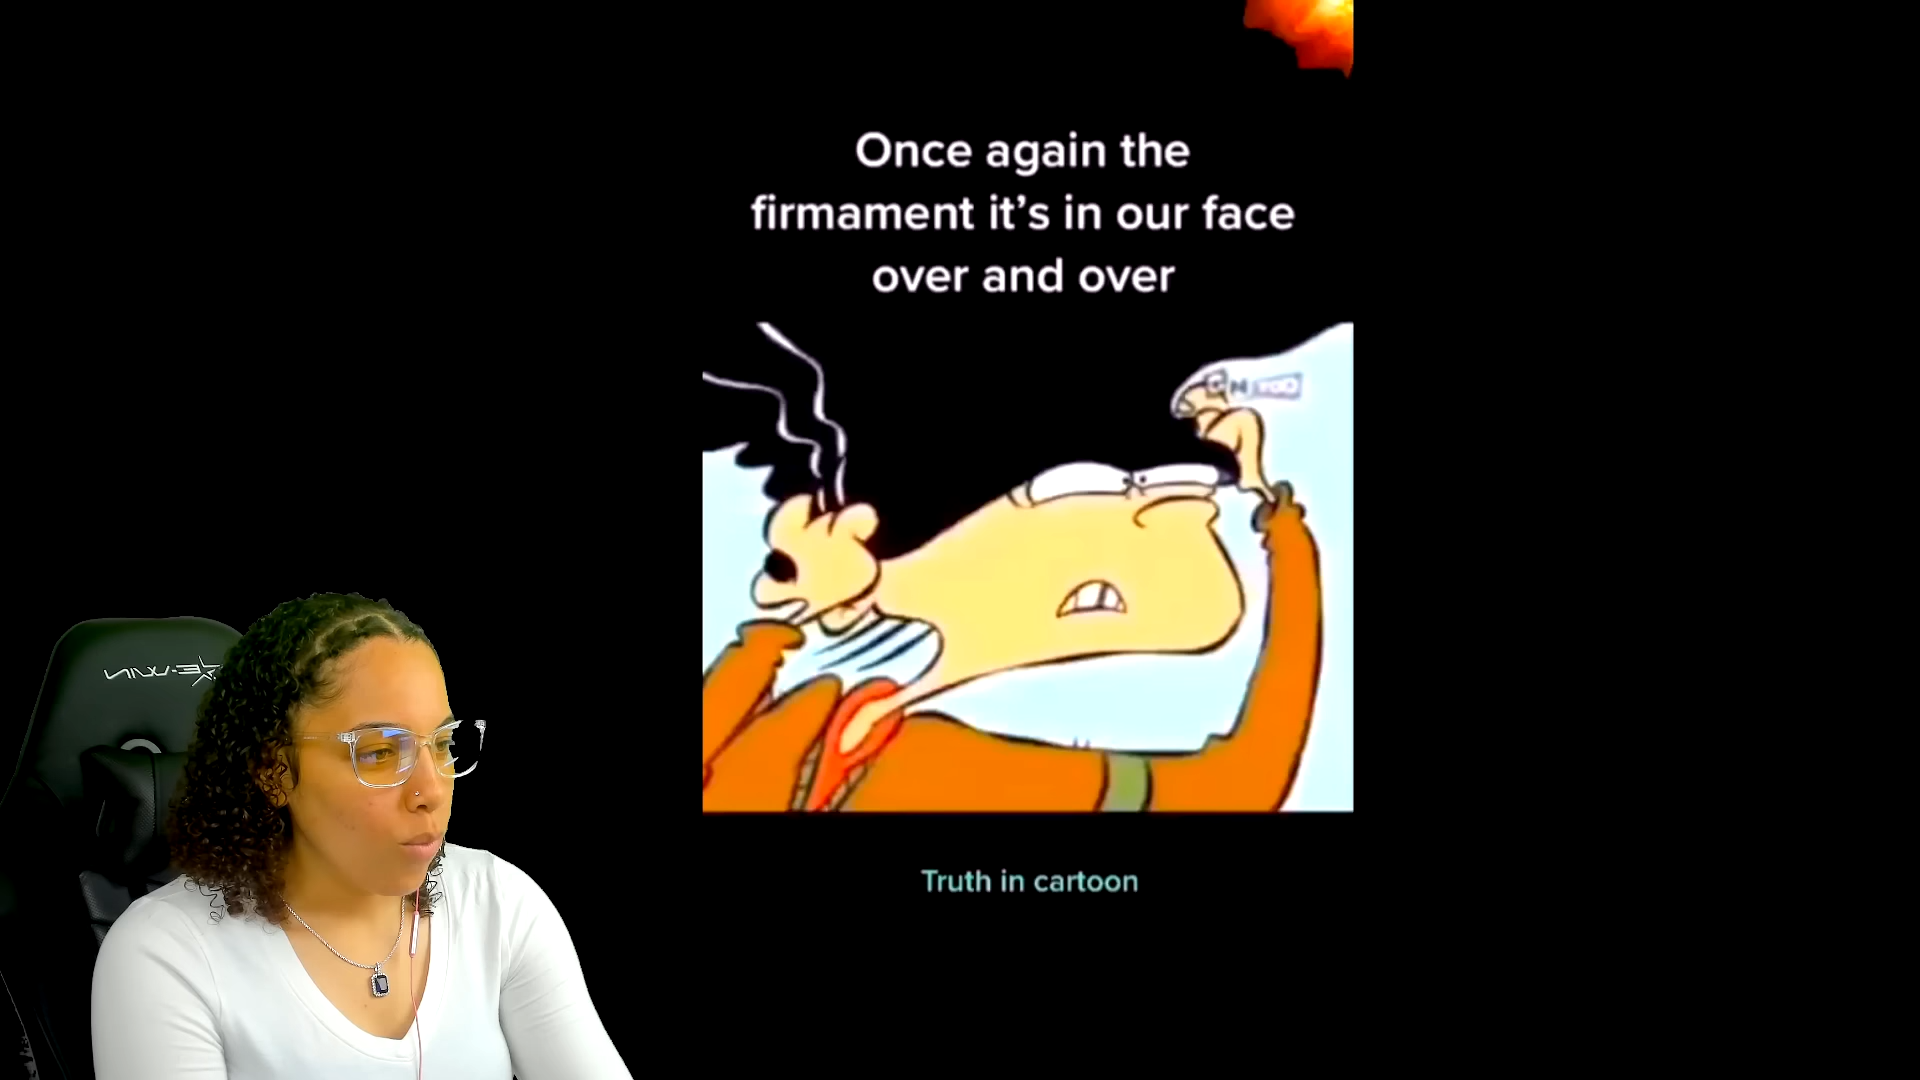 Once again the
firmament it's in our face
over and over
Truth in cartoon